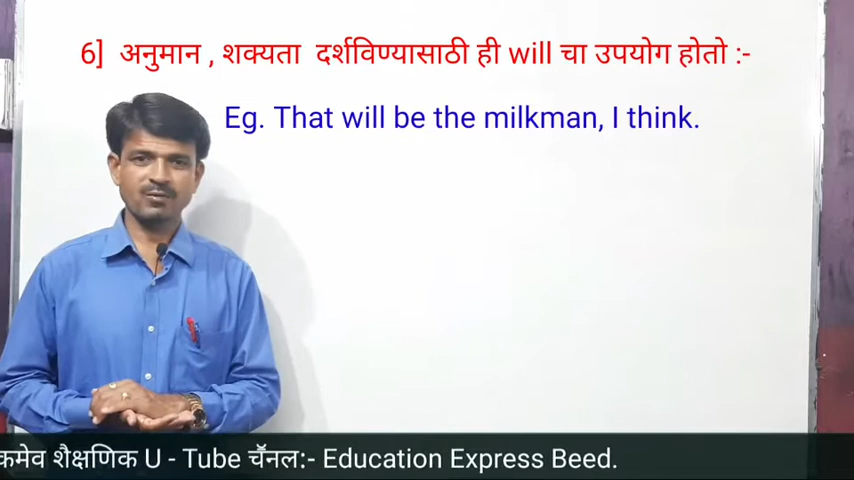 6] अनुमान , शक्यता दर्शविण्यासाठी ही will चा उपयोग होतो :-
Eg. That will be the milkman, I think.
शैक्षणिक U - Tube चॅनल:- Education Express Beed.